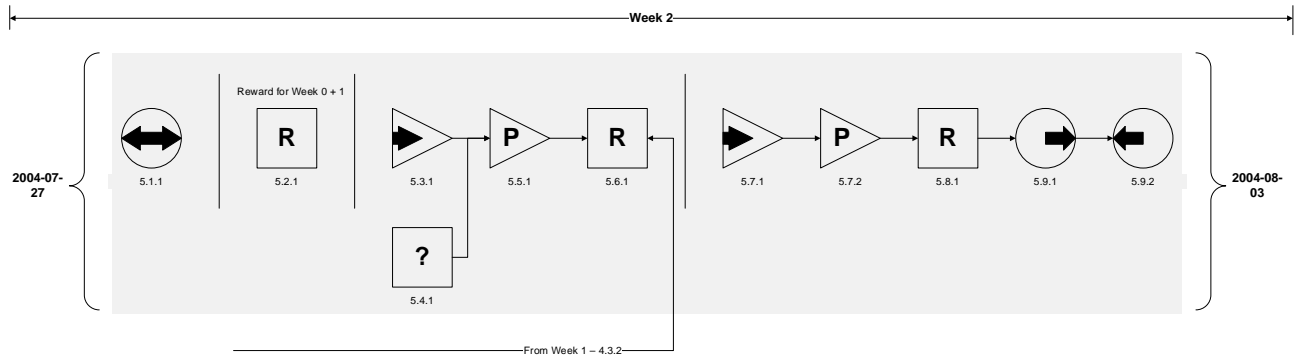 Week 2
Reward for Week 0 + 1
R
P
R
P
R
5.1.1
5.2.1
5.3.1
5.5.1
5.6.1
5.7.1
5.7.2
5.8.1
5.9.1
5.9.2
2004-07-
27
2004-08-
03
?
5.4.1
From Week 1 – 4.3.2